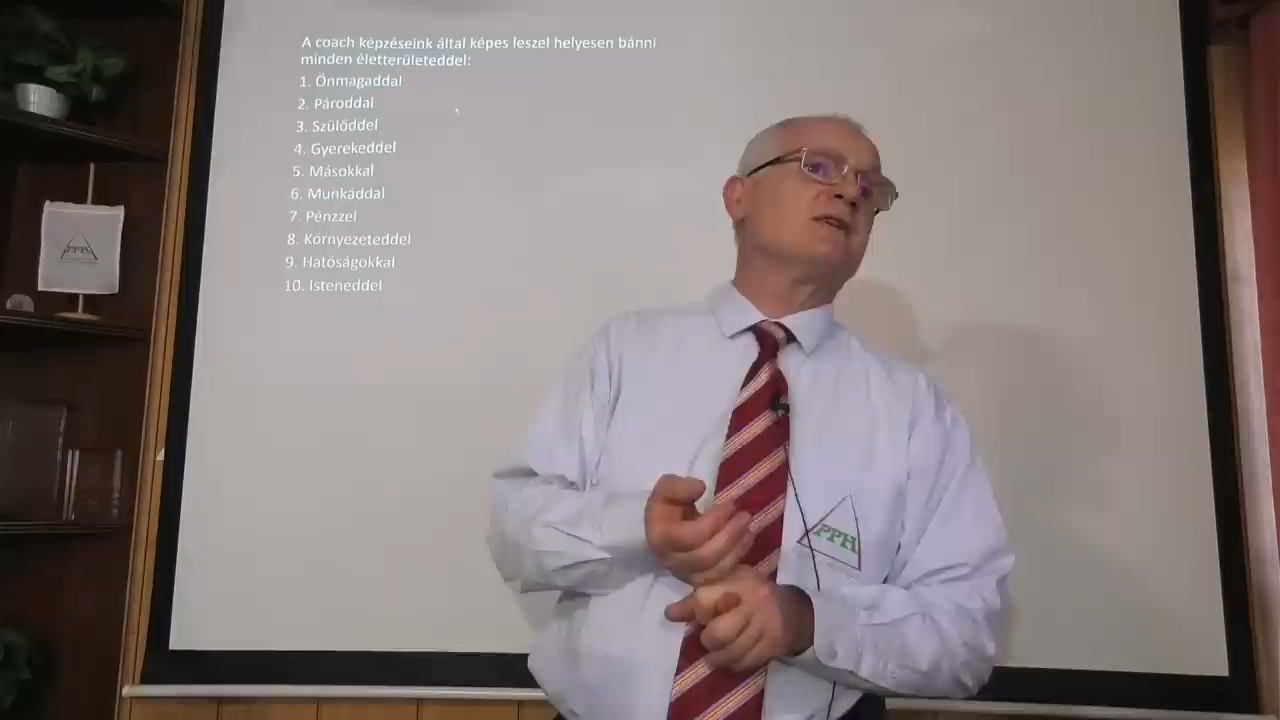 A coach képzéseink által képes leszel helyesen bánni
minden életterületeddel:
1. Önmagaddal
2. Pároddal
3. Szülőddel
4. Gyerekeddel
5. Másokkal
6. Munkáddal
7. Pénzzel
8. Környezeteddel
9. Hatóságokkal
10. Isteneddel
PPH
PPH